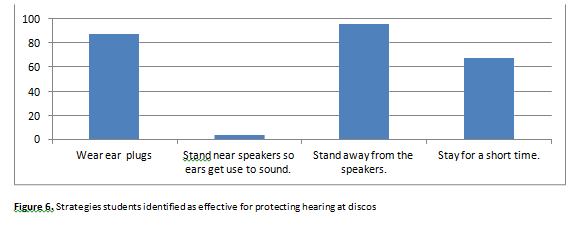 100
80
60
40
20
0
Wear ear plugs
Stand near speakers so
ears get use to sound.
Stand away from the
speakers.
Stay for a short time.
Figure 6. Strategies students identified as effective for protecting hearing at discos